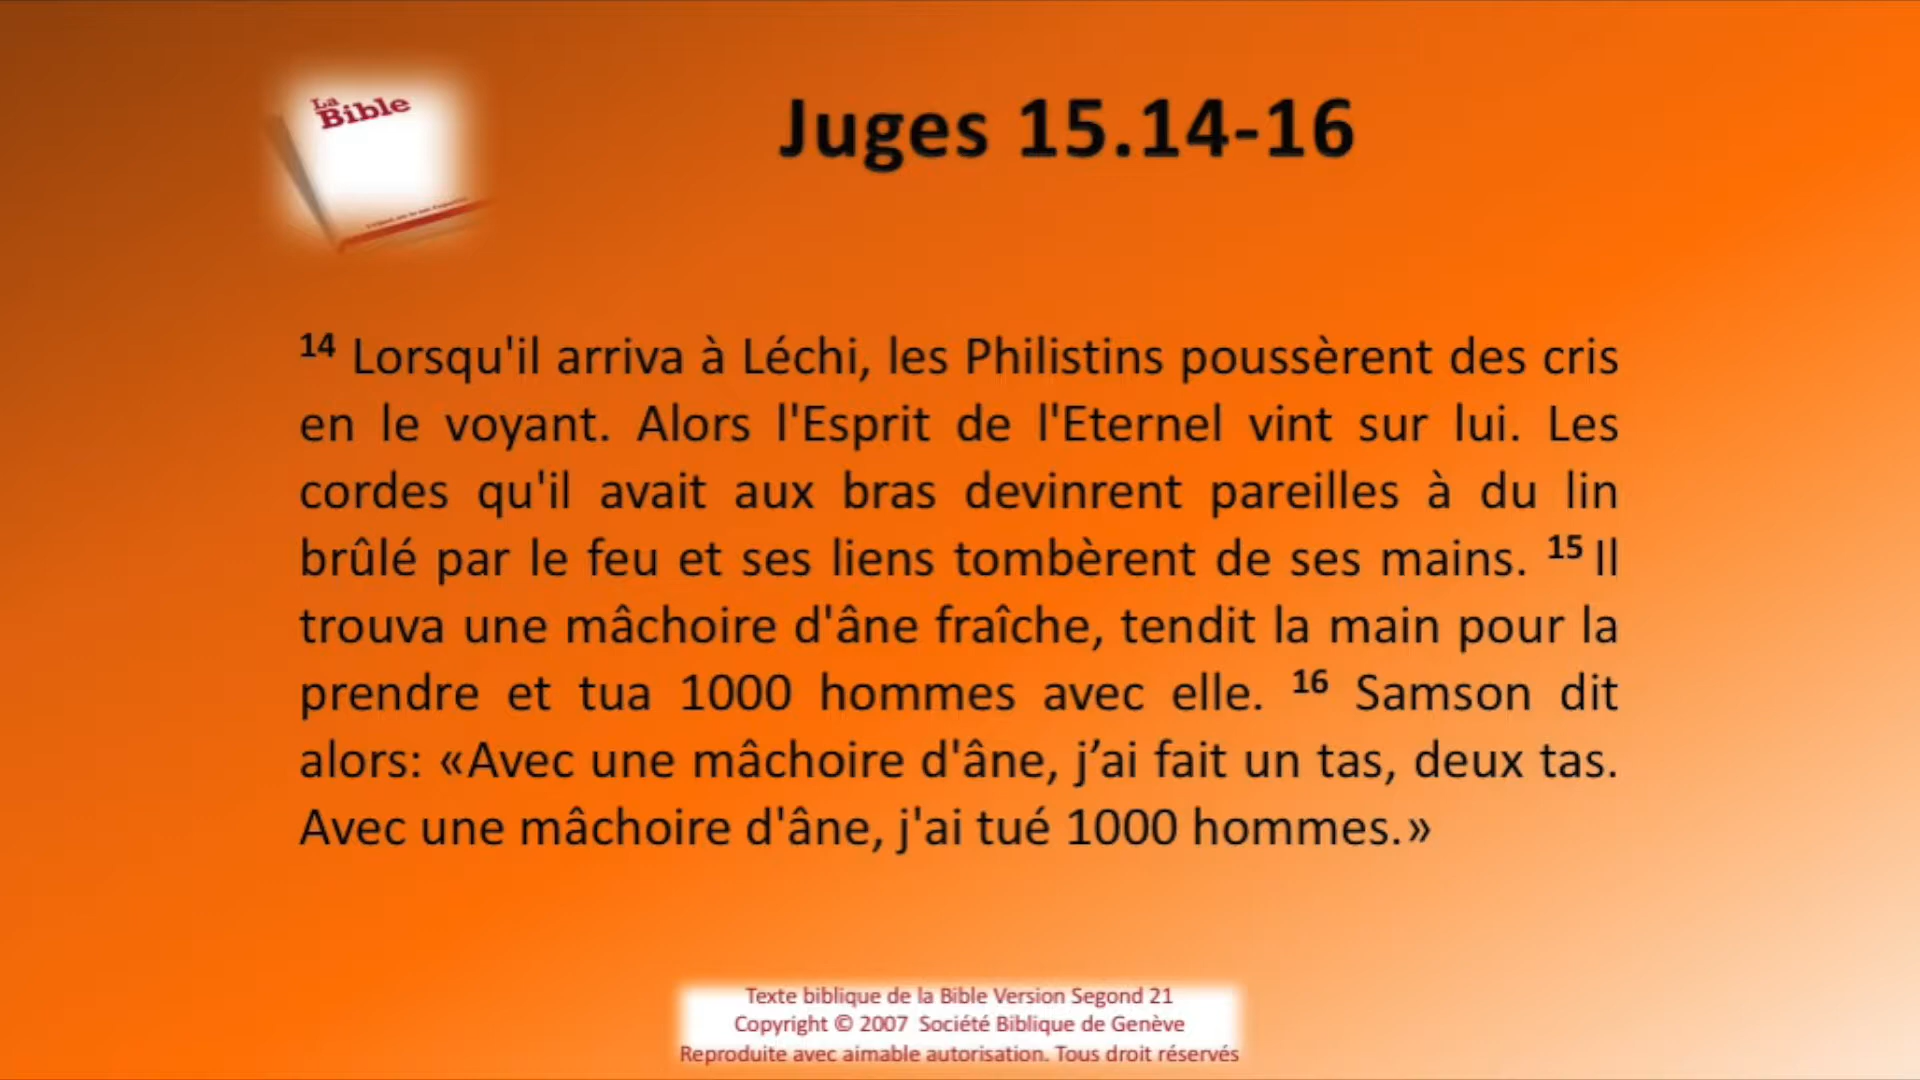 La
Bible
Juges 15.14-16
14 Lorsqu'il arriva à Léchi, les Philistins poussèrent des cris
en le voyant. Alors l'Esprit de l'Eternel vint sur lui. Les
cordes qu'il avait aux bras devinrent pareilles à du lin
brûlé par le feu et ses liens tombèrent de ses mains. 15 Il
trouva une mâchoire d'âne fraîche, tendit la main pour la
prendre et tua 1000 hommes avec elle. 16 Samson dit
alors: «Avec une mâchoire d'âne, j’ai fait un tas, deux tas.
Avec une mâchoire d'âne, j'ai tué 1000 hommes.»
Texte biblique de la Bible Version Segond 21
Copyright © 2007 Société Biblique de Genève
Reproduite avec aimable autorisation. Tous droit réservés